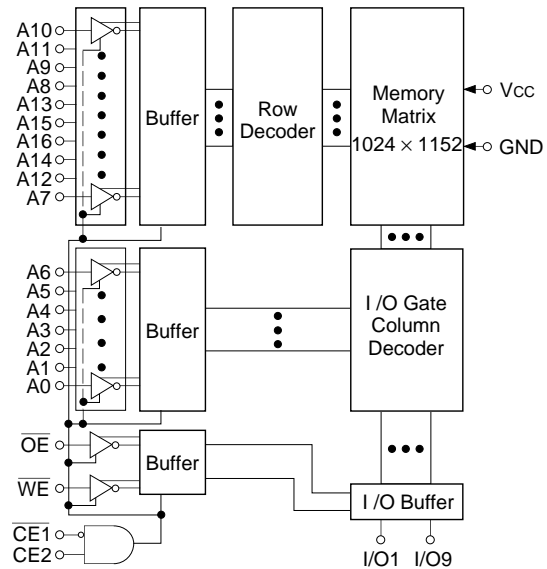 A10
A11
A9
A8
A13
A15
A16
A14
A12
A7
Buffer
Row
Decoder
Memory
Matrix
1024 × 1152
VCC
GND
A6
A5
A4
A3
A2
A1
A0
Buffer
I /O Gate
Column
Decoder
OE
WE
Buffer
I /O Buffer
CE1
CE2
I/O1 I/O9